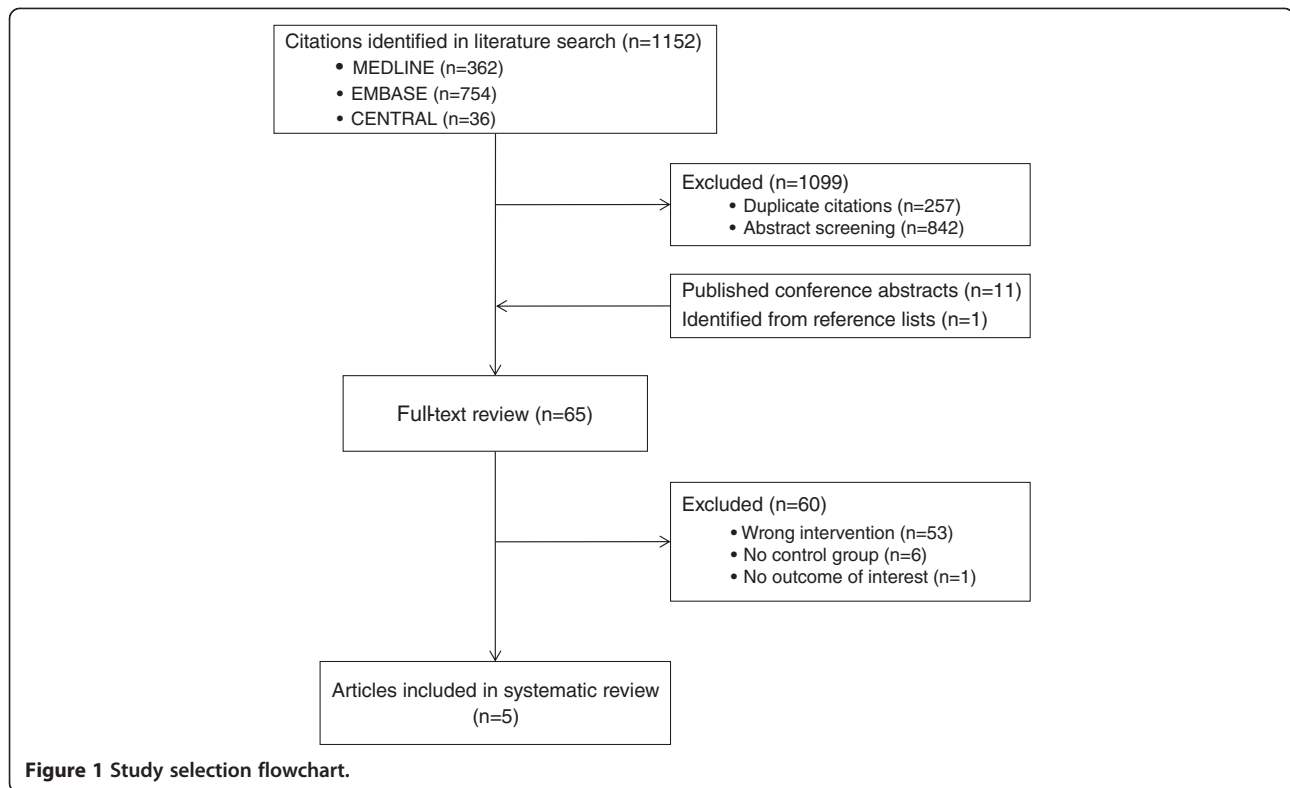 Citations identified in literature search (n=1152)
• MEDLINE (n=362)
• EMBASE (n=754)
• CENTRAL (n=36)
Excluded (n=1099)
• Duplicate citations (n=257)
• Abstract screening (n=842)
Published conference abstracts (n=11)
Identified from reference lists (n=1)
Full-text review (n=65)
Excluded (n=60)
• Wrong intervention (n=53)
• No control group (n=6)
• No outcome of interest (n=1)
Articles included in systematic review
(n=5)
Figure 1 Study selection flowchart.